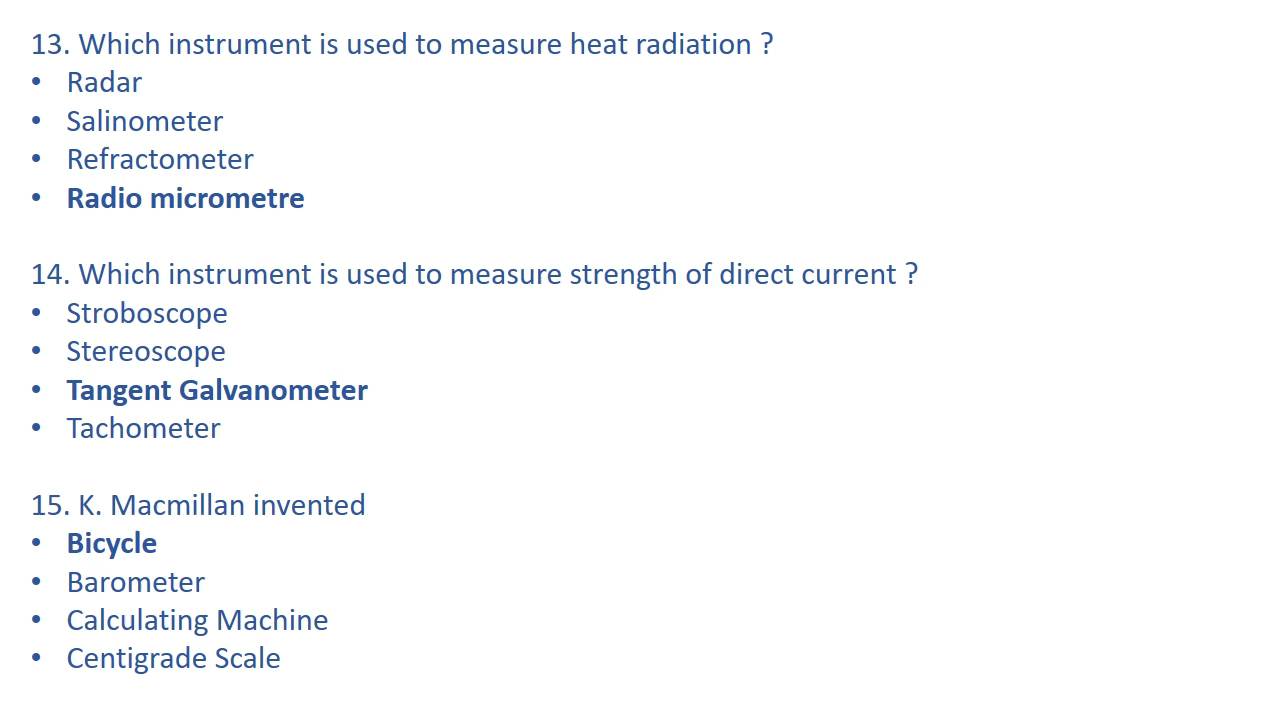 13. Which instrument is used to measure heat radiation ?
• Radar
• Salinometer
• Refractometer
• Radio micrometre
14. Which instrument is used to measure strength of direct current ?
• Stroboscope
• Stereoscope
• Tangent Galvanometer
• Tachometer
15. K. Macmillan invented
• Bicycle
• Barometer
• Calculating Machine
• Centigrade Scale